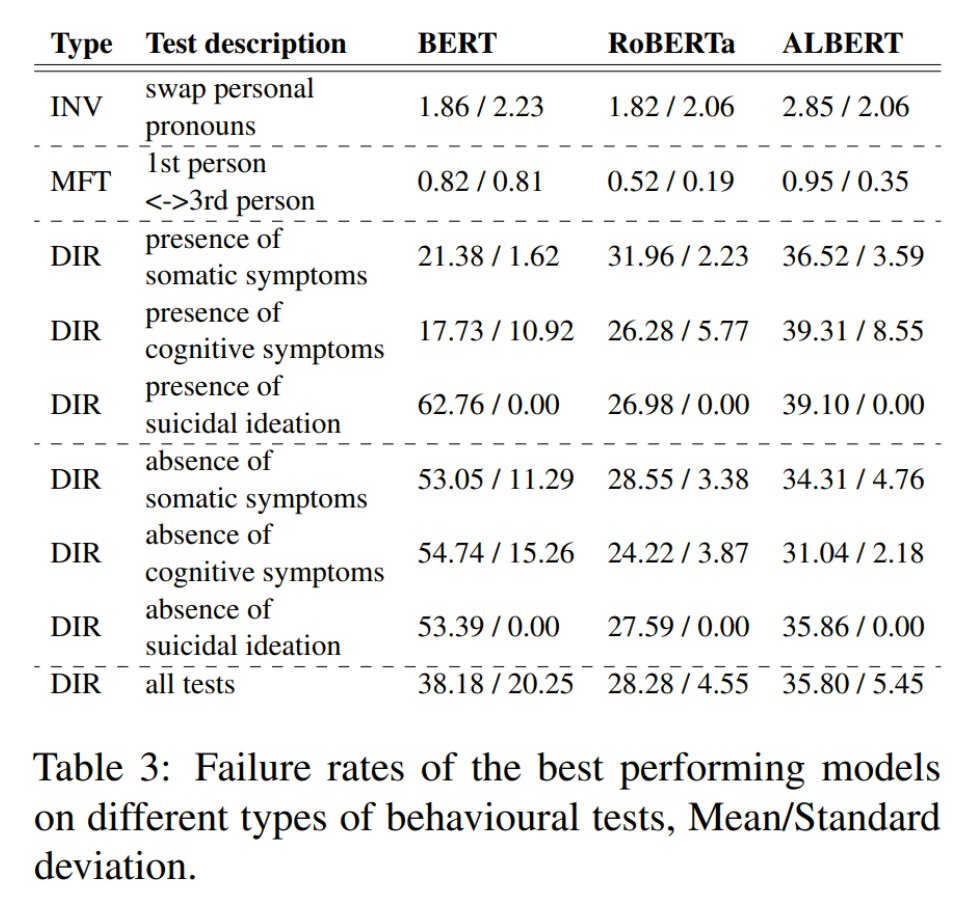 Type Test description BERT RoBERTa ALBERT
INV swap personal pronouns 1.86 / 2.23 1.82 / 2.06 2.85 / 2.06
MFT 1st person <->3rd person 0.82 / 0.81 0.52 / 0.19 0.95 / 0.35
DIR presence of somatic symptoms 21.38 / 1.62 31.96 / 2.23 36.52 / 3.59
DIR presence of cognitive symptoms 17.73 / 10.92 26.28 / 5.77 39.31 / 8.55
DIR presence of suicidal ideation 62.76 / 0.00 26.98 / 0.00 39.10 / 0.00
DIR absence of somatic symptoms 53.05 / 11.29 28.55 / 3.38 34.31 / 4.76
DIR absence of cognitive symptoms 54.74 / 15.26 24.22 / 3.87 31.04 / 2.18
DIR absence of suicidal ideation 53.39 / 0.00 27.59 / 0.00 35.86 / 0.00
DIR all tests 38.18 / 20.25 28.28 / 4.55 35.80 / 5.45
Table 3: Failure rates of the best performing models
on different types of behavioural tests, Mean/Standard
deviation.